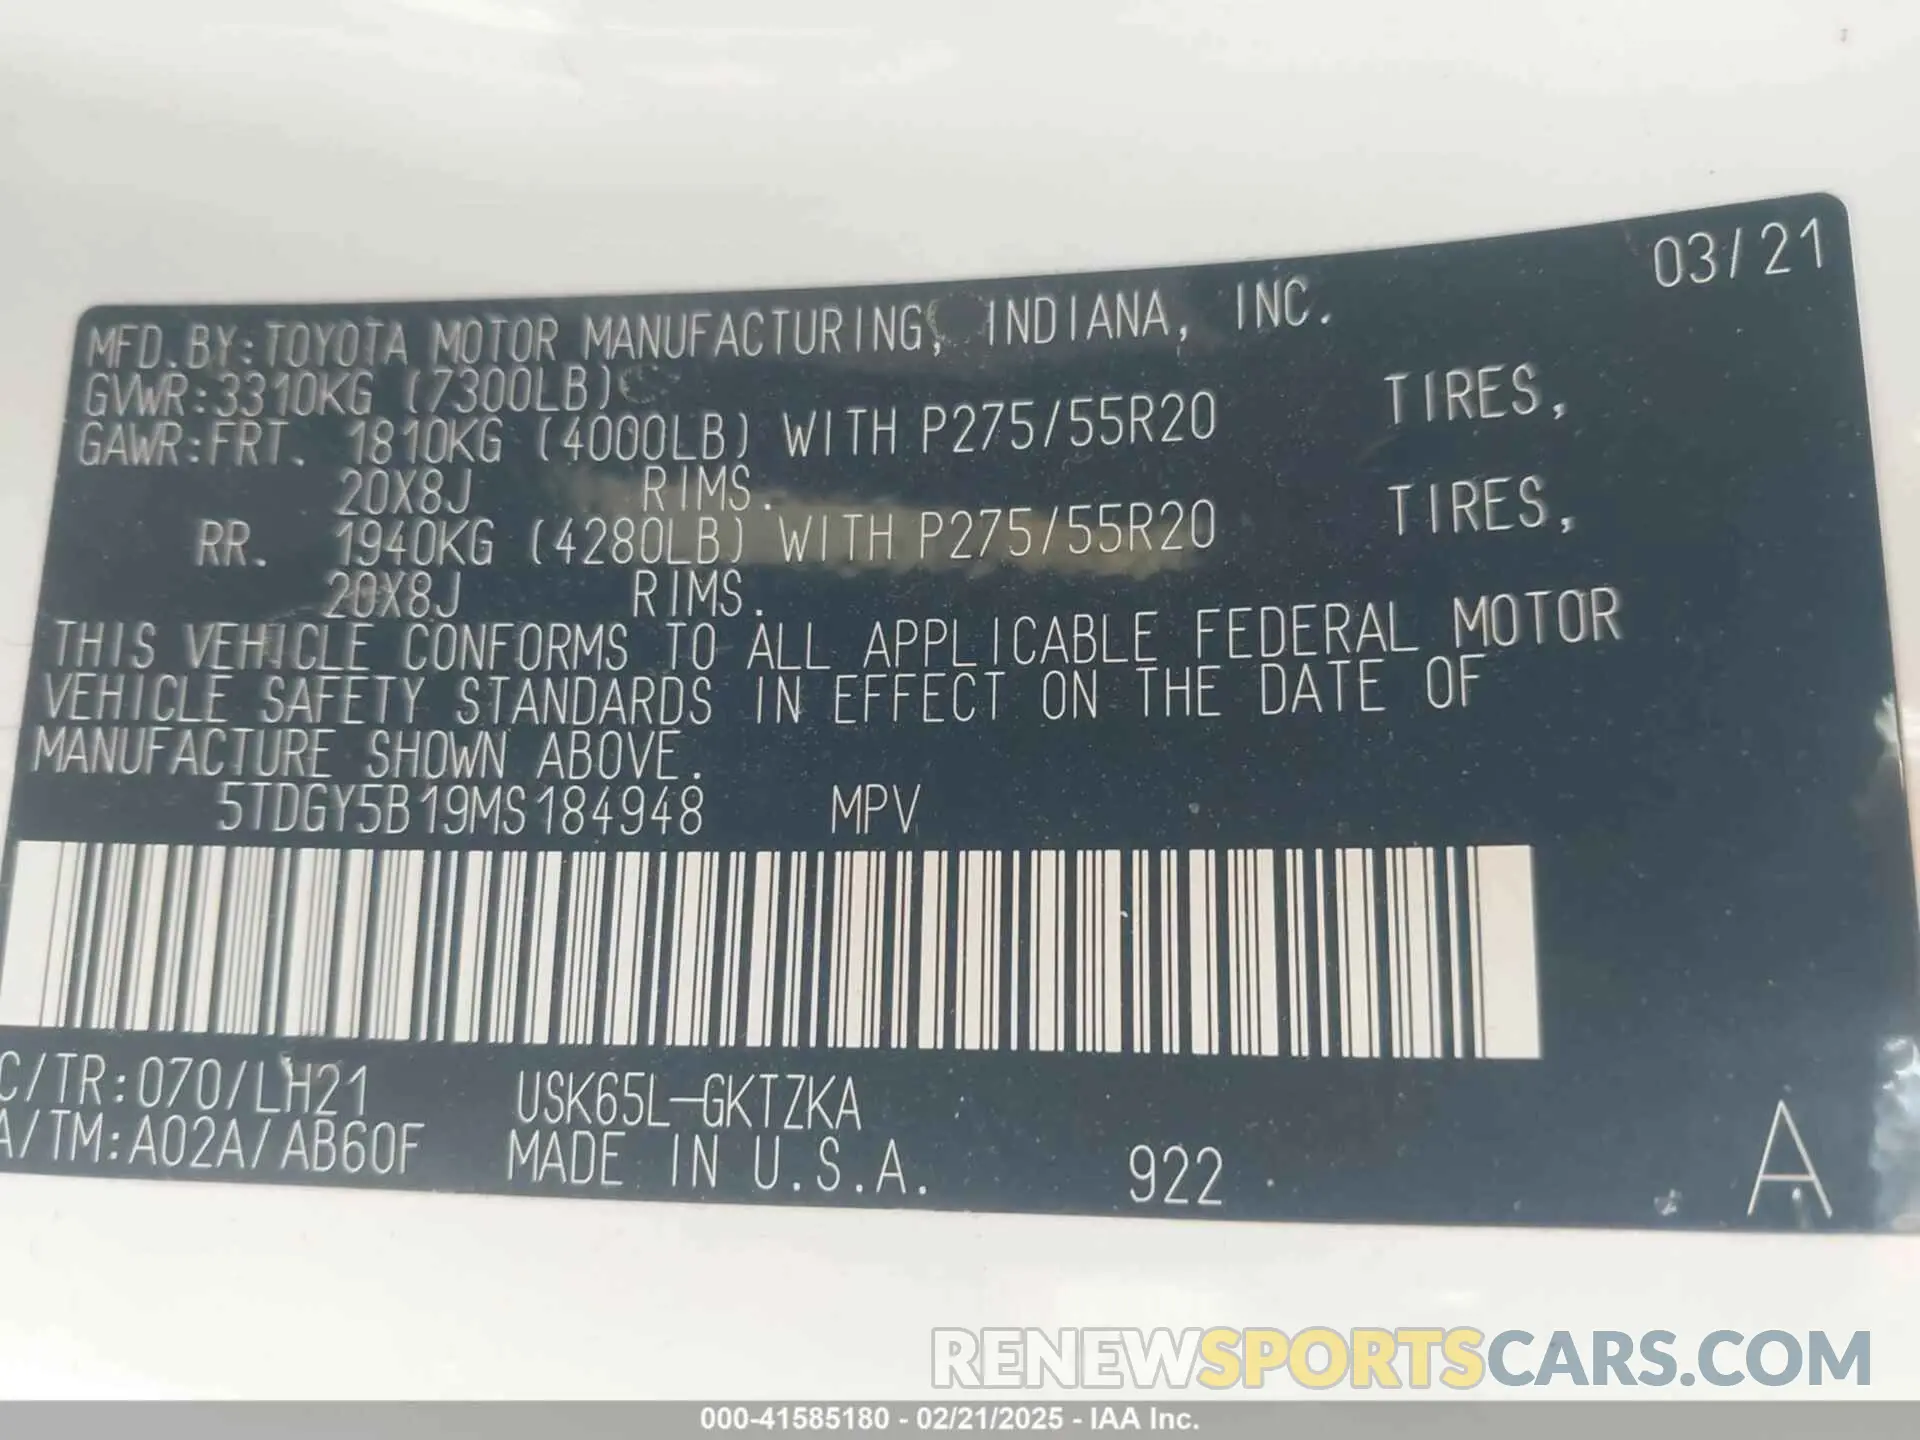 03/21
MFD.BY:TOYOTA MOTOR MANUFACTURING, INDIANA, INC.
GVWR:3310KG (7300LB)
GAWR:FRT. 1810KG (4000LB) WITH P275/55R20 TIRES,
20X8J RIMS.
RR. 1940KG (4280LB) WITH P275/55R20 TIRES,
20X8J RIMS.
THIS VEHICLE CONFORMS TO ALL APPLICABLE FEDERAL MOTOR
VEHICLE SAFETY STANDARDS IN EFFECT ON THE DATE OF
MANUFACTURE SHOWN ABOVE.
5TDGY5B19MS184948 MPV
C/TR:070/LH21 USK65L-GKTZKA
A/TM:A02A/AB60F MADE IN U.S.A. 922 A
RENEWSPORTSCARS.COM
000-41585180 - 02/21/2025 - IAA Inc.